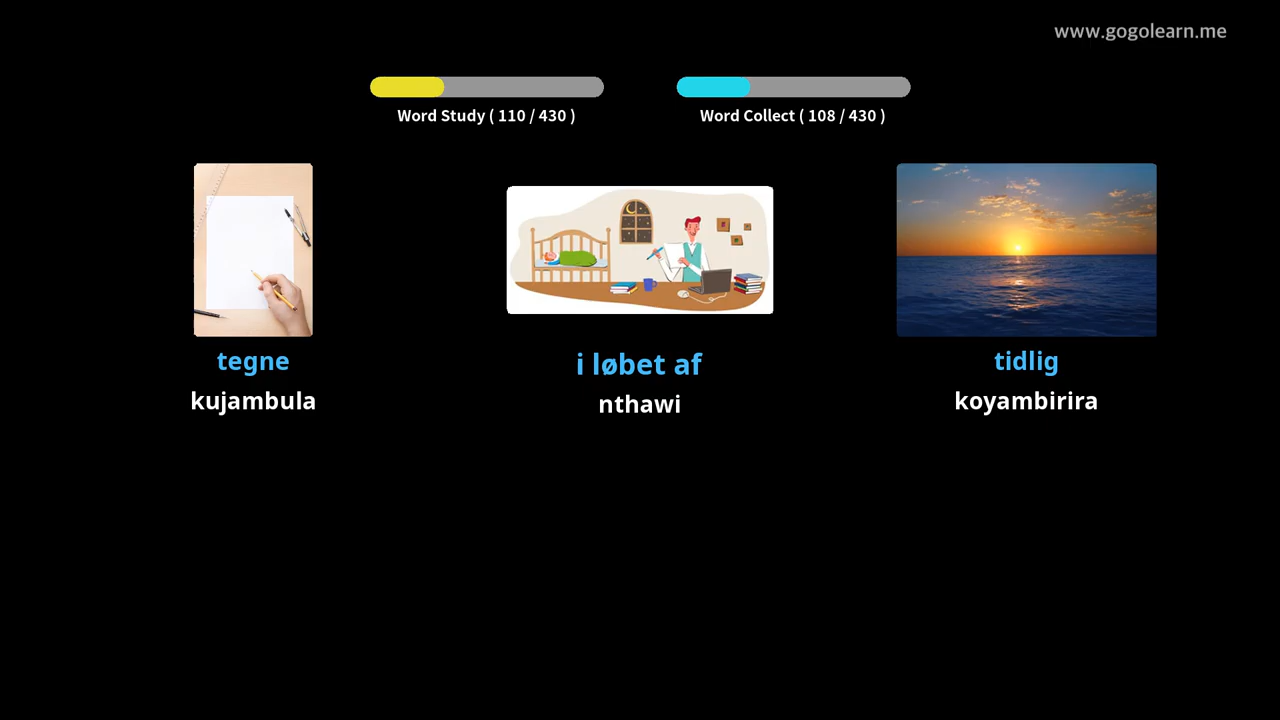 www.gogolearn.me
Word Study ( 110 / 430 )
Word Collect ( 108 / 430 )
tegne
kujambula
i løbet af
nthawi
tidlig
koyambirira